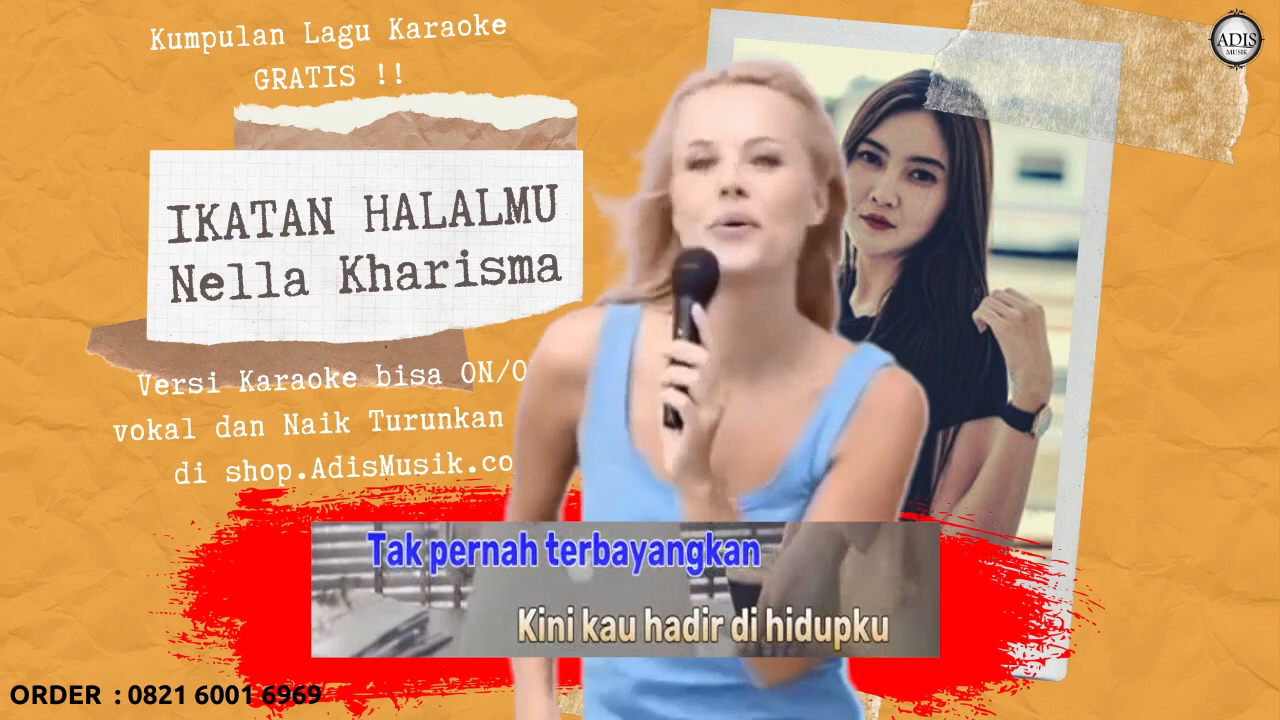 Kumpulan Lagu Karaoke
GRATIS !!
ADIS
MUSIK
IKATAN HALALMU
Nella Kharisma
Versi Karaoke bisa ON/O
vokal dan Naik Turunkan
di shop.AdisMusik.co
Tak pernah terbayangkan
Kini kau hadir di hidupku
ORDER : 0821 6001 6969